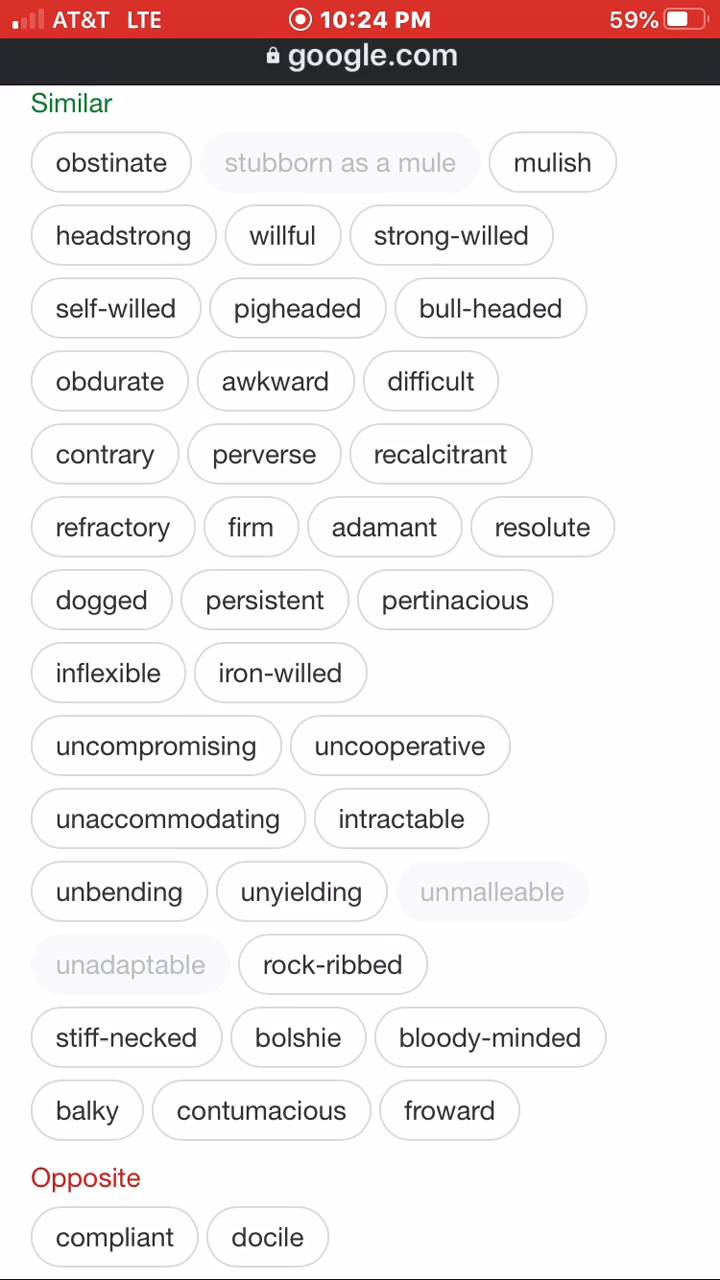 AT&T LTE 10:24 PM 59%
google.com
Similar
obstinate stubborn as a mule mulish
headstrong willful strong-willed
self-willed pigheaded bull-headed
obdurate awkward difficult
contrary perverse recalcitrant
refractory firm adamant resolute
dogged persistent pertinacious
inflexible iron-willed
uncompromising uncooperative
unaccommodating intractable
unbending unyielding unmalleable
unadaptable rock-ribbed
stiff-necked bolshie bloody-minded
balky contumacious froward
Opposite
compliant docile